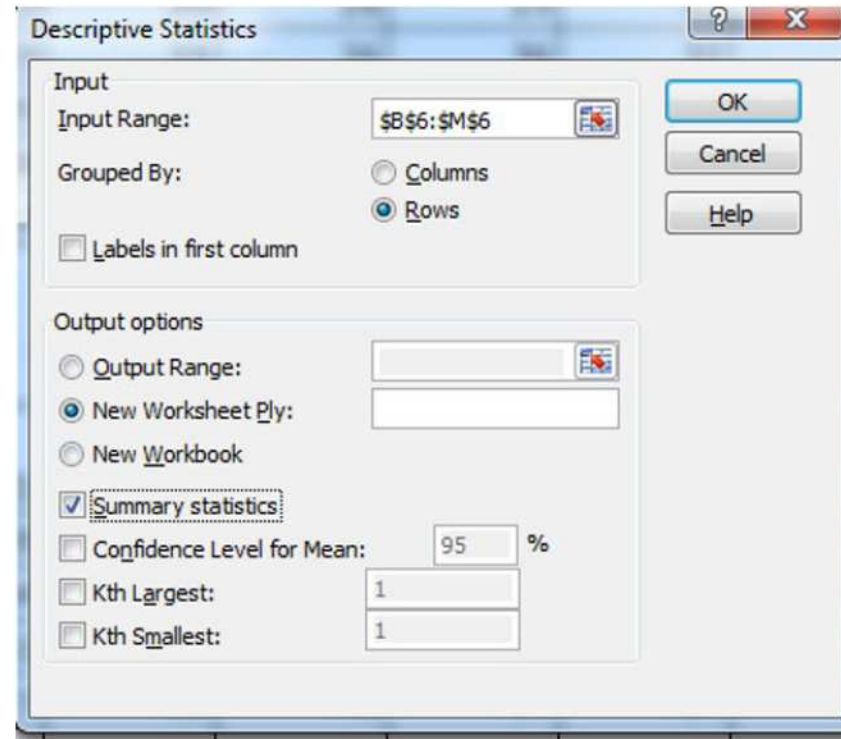 Descriptive Statistics
Input
Input Range: $B$6:$M$6
OK
Cancel
Grouped By: Columns
Rows
Help
Labels in first column
Output options
Output Range:
New Worksheet Ply:
New Workbook
Summary statistics
Confidence Level for Mean: 95 %
Kth Largest: 1
Kth Smallest: 1